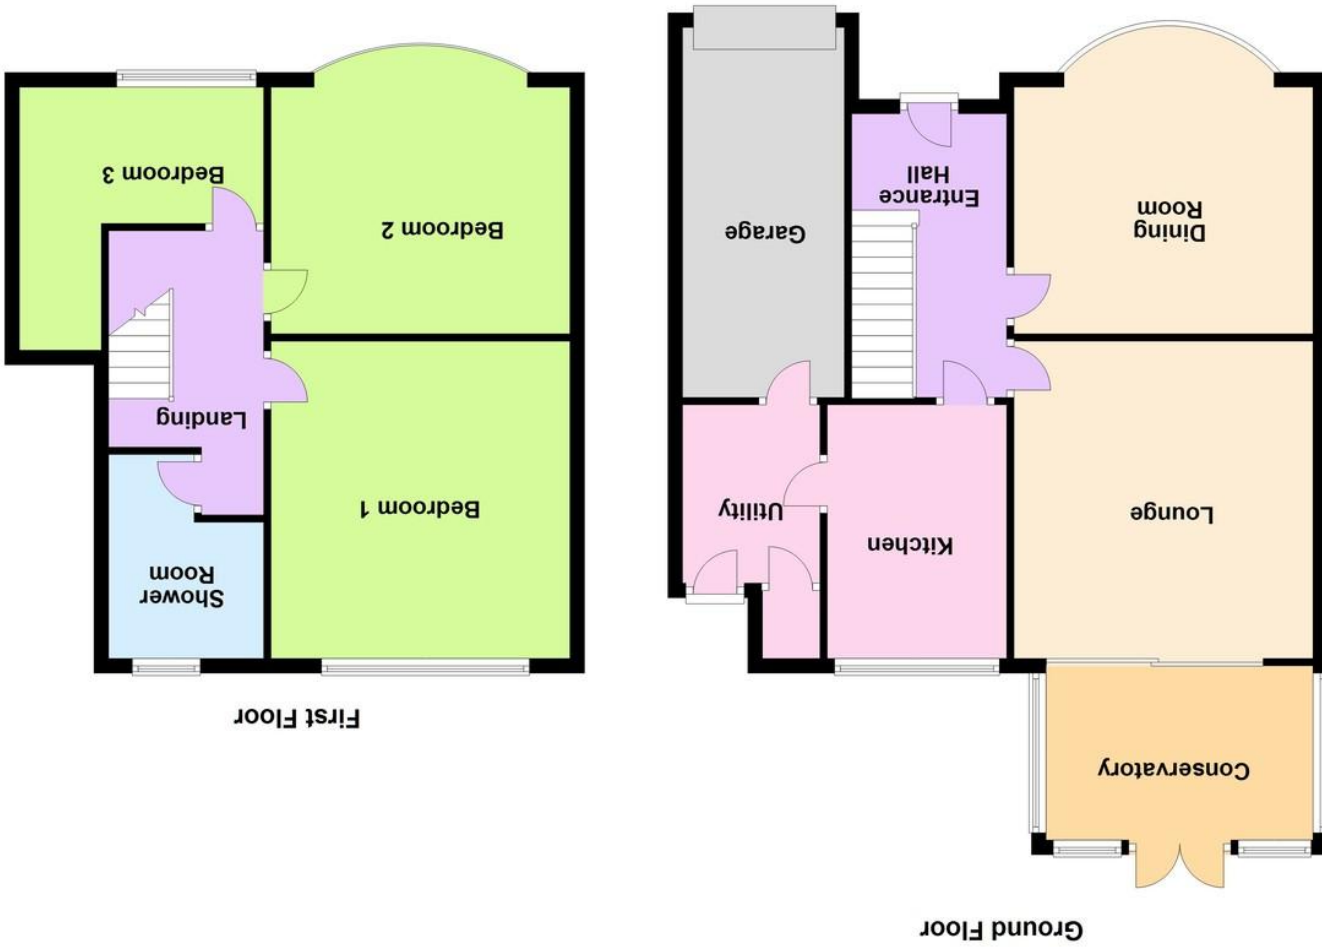 Ground Floor
Conservatory
Lounge
Kitchen
Utility
Dining
Room
Entrance
Hall
Garage
First Floor
Shower
Room
Bedroom 1
Landing
Bedroom 2
Bedroom 3